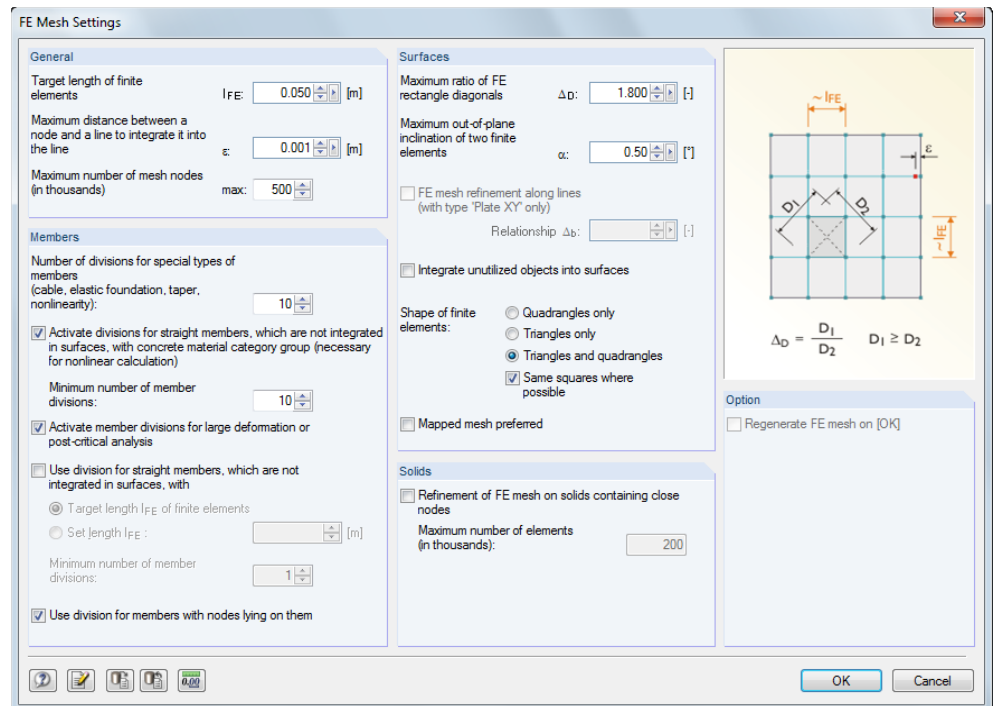 FE Mesh Settings
General
Target length of finite
elements
lFE:
0.050
[m]
Maximum distance between a
node and a line to integrate it into
the line
ε:
0.001
[m]
Maximum number of mesh nodes
(in thousands)
max:
500
Members
Number of divisions for special types of
members
(cable, elastic foundation, taper,
nonlinearity):
10
Activate divisions for straight members, which are not integrated
in surfaces, with concrete material category group (necessary
for nonlinear calculation)
Minimum number of member
divisions:
10
Activate member divisions for large deformation or
post-critical analysis
Use division for straight members, which are not
integrated in surfaces, with
Target length lFE of finite elements
Set length lFE :
[m]
Minimum number of member
divisions:
1
Use division for members with nodes lying on them
Surfaces
Maximum ratio of FE
rectangle diagonals
ΔD:
1.800
[-]
Maximum out-of-plane
inclination of two finite
elements
α:
0.50
[°]
FE mesh refinement along lines
(with type 'Plate XY' only)
Relationship Δb:
[-]
Integrate unutilized objects into surfaces
Shape of finite
elements:
Quadrangles only
Triangles only
Triangles and quadrangles
Same squares where
possible
Mapped mesh preferred
Solids
Refinement of FE mesh on solids containing close
nodes
Maximum number of elements
(in thousands):
200
~ lFE
ε
D1
D2
~ lFE
ΔD = D1 / D2 D1 ≥ D2
Option
Regenerate FE mesh on [OK]
0.00
OK
Cancel